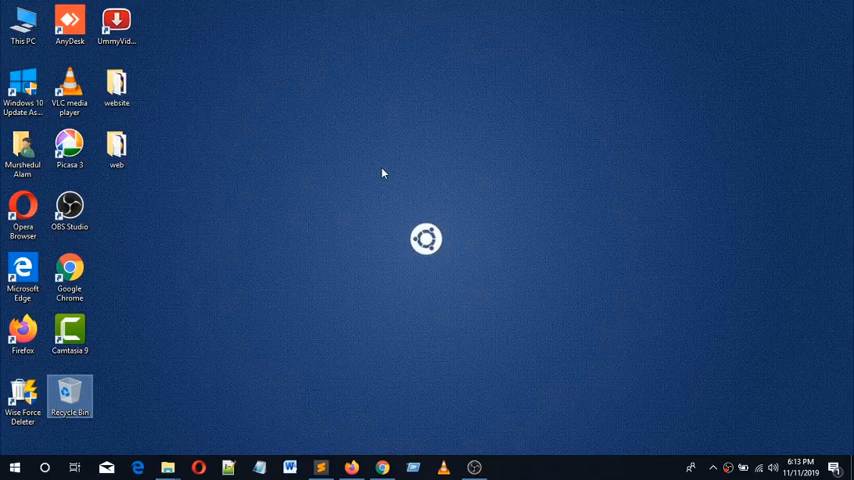 This PC
AnyDesk
UmmyVid...
Windows 10
Update As...
VLC media
player
website
Murshedul
Alam
Picasa 3
web
Opera
Browser
OBS Studio
Microsoft
Edge
Google
Chrome
Firefox
Camtasia 9
Wise Force
Deleter
Recycle Bin
6:13 PM
11/11/2019